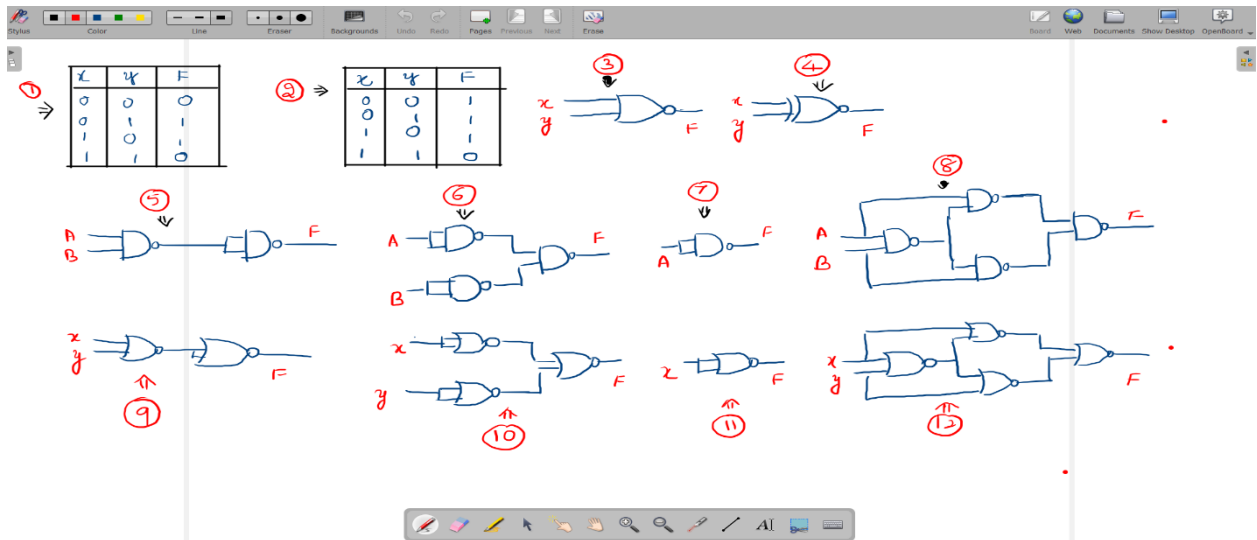 Stylus
Color
Line
Eraser
Backgrounds
Undo
Redo
Pages
Previous
Next
Erase
Board
Web
Documents
Show Desktop
OpenBoard
1 ⇒
x y F
0 0 0
0 1 1
1 0 1
1 1 0
2 ⇒
x y F
0 0 1
0 1 1
1 0 1
1 1 0
3
x
y
F
4
x
y
F
5
A
B
F
6
A
B
F
7
A
F
8
A
B
F
x
y
F
9
x
y
F
10
x
F
11
x
y
F
12
AI